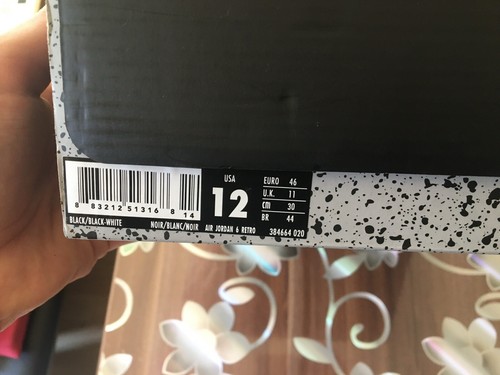 USA
12
EURO 46
U.K. 11
CM 30
BR 44
8 83212 51316 8 14
BLACK/BLACK-WHITE NOIR/BLANC/NOIR AIR JORDAN 6 RETRO 384664 020